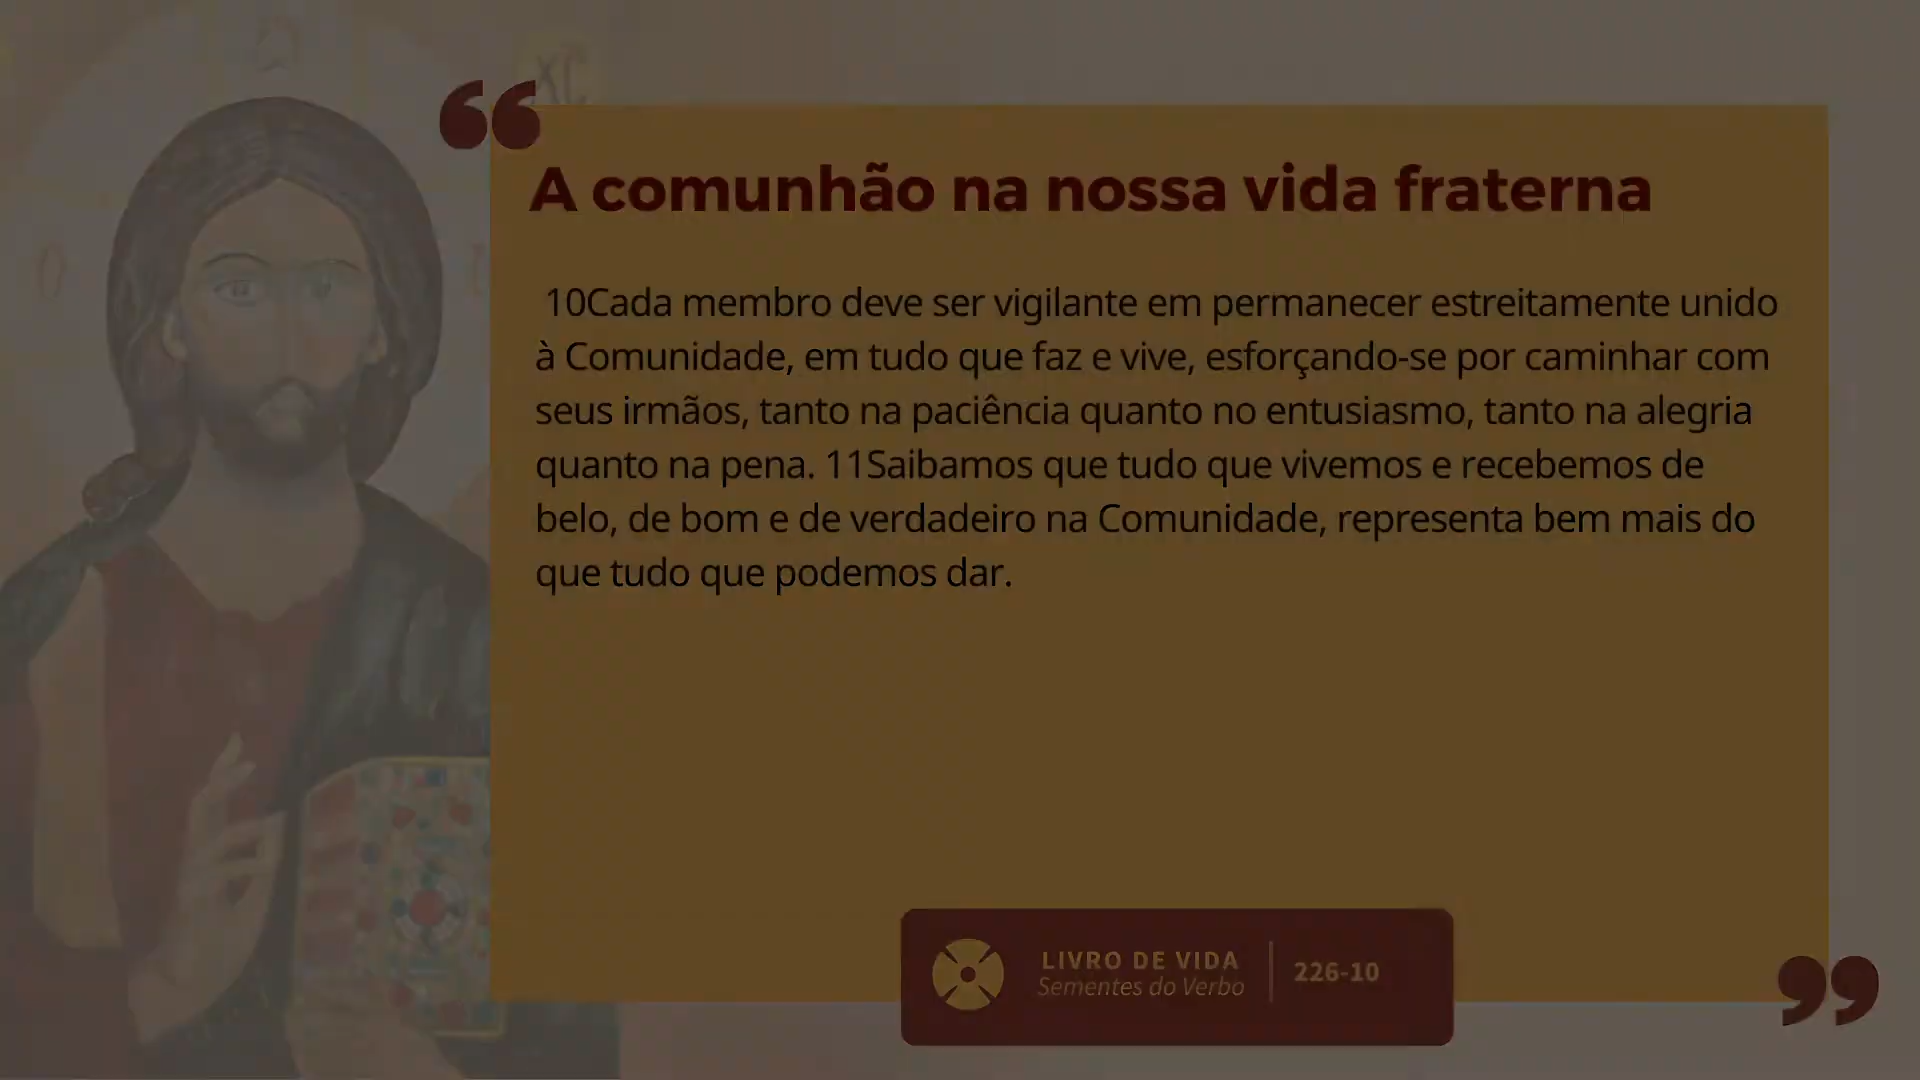 XC
“
A comunhão na nossa vida fraterna
10Cada membro deve ser vigilante em permanecer estreitamente unido
à Comunidade, em tudo que faz e vive, esforçando-se por caminhar com
seus irmãos, tanto na paciência quanto no entusiasmo, tanto na alegria
quanto na pena. 11Saibamos que tudo que vivemos e recebemos de
belo, de bom e de verdadeiro na Comunidade, representa bem mais do
que tudo que podemos dar.
LIVRO DE VIDA
Sementes do Verbo
226-10
”